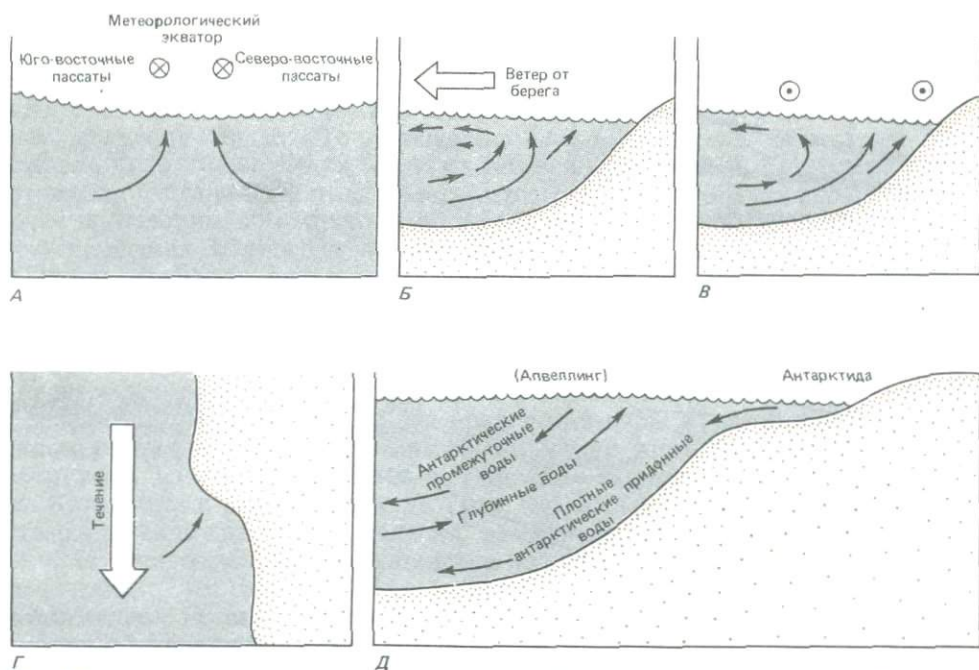 Метеорологический
экватор
Юго-восточные
пассаты
Северо-восточные
пассаты
А
Ветер от
берега
Б
В
Течение
Г
(Апвеллинг)
Антарктида
Антарктические
промежуточные
воды
Глубинные воды
Плотные
антарктические придонные
воды
Д